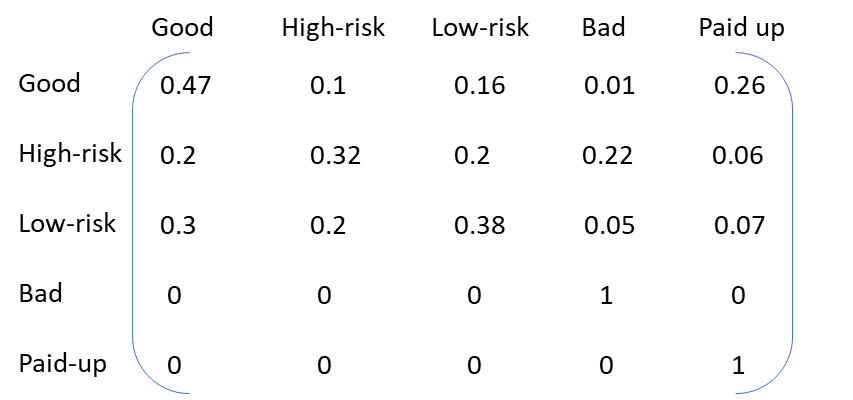 Good High-risk Low-risk Bad Paid up
Good 0.47 0.1 0.16 0.01 0.26
High-risk 0.2 0.32 0.2 0.22 0.06
Low-risk 0.3 0.2 0.38 0.05 0.07
Bad 0 0 0 1 0
Paid-up 0 0 0 0 1